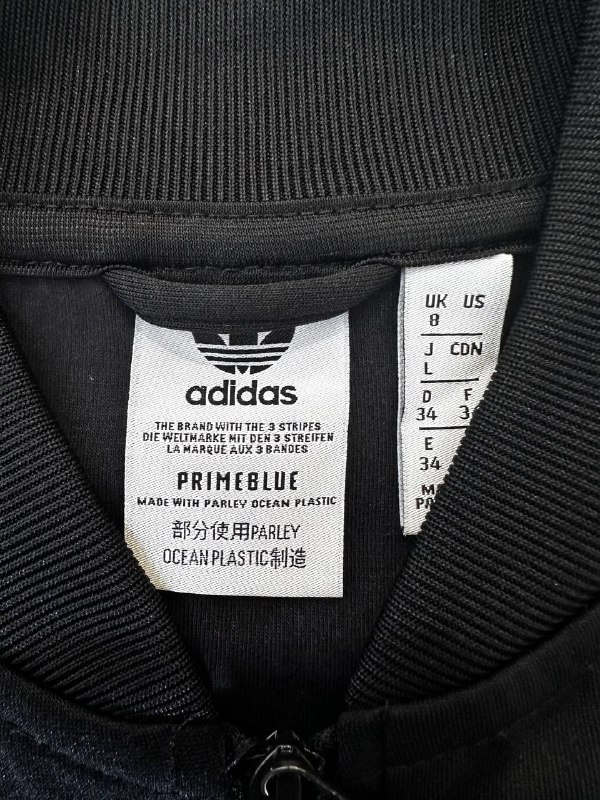 adidas
THE BRAND WITH THE 3 STRIPES
DIE WELTMARKE MIT DEN 3 STREIFEN
LA MARQUE AUX 3 BANDES
PRIMEBLUE
MADE WITH PARLEY OCEAN PLASTIC
部分使用PARLEY
OCEAN PLASTIC制造
UK US
8
J CDN
L
D F
34 3
E
34